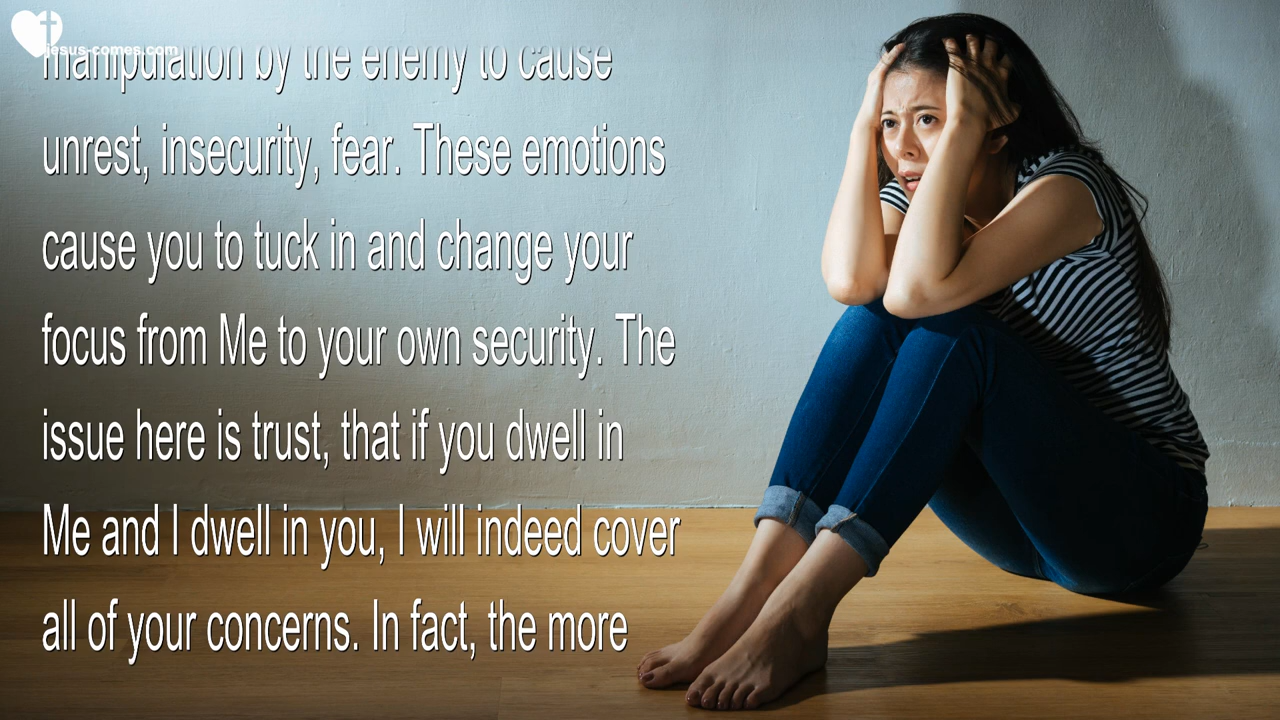 jesus-comes.com
manipulation by the enemy to cause
unrest, insecurity, fear. These emotions
cause you to tuck in and change your
focus from Me to your own security. The
issue here is trust, that if you dwell in
Me and I dwell in you, I will indeed cover
all of your concerns. In fact, the more